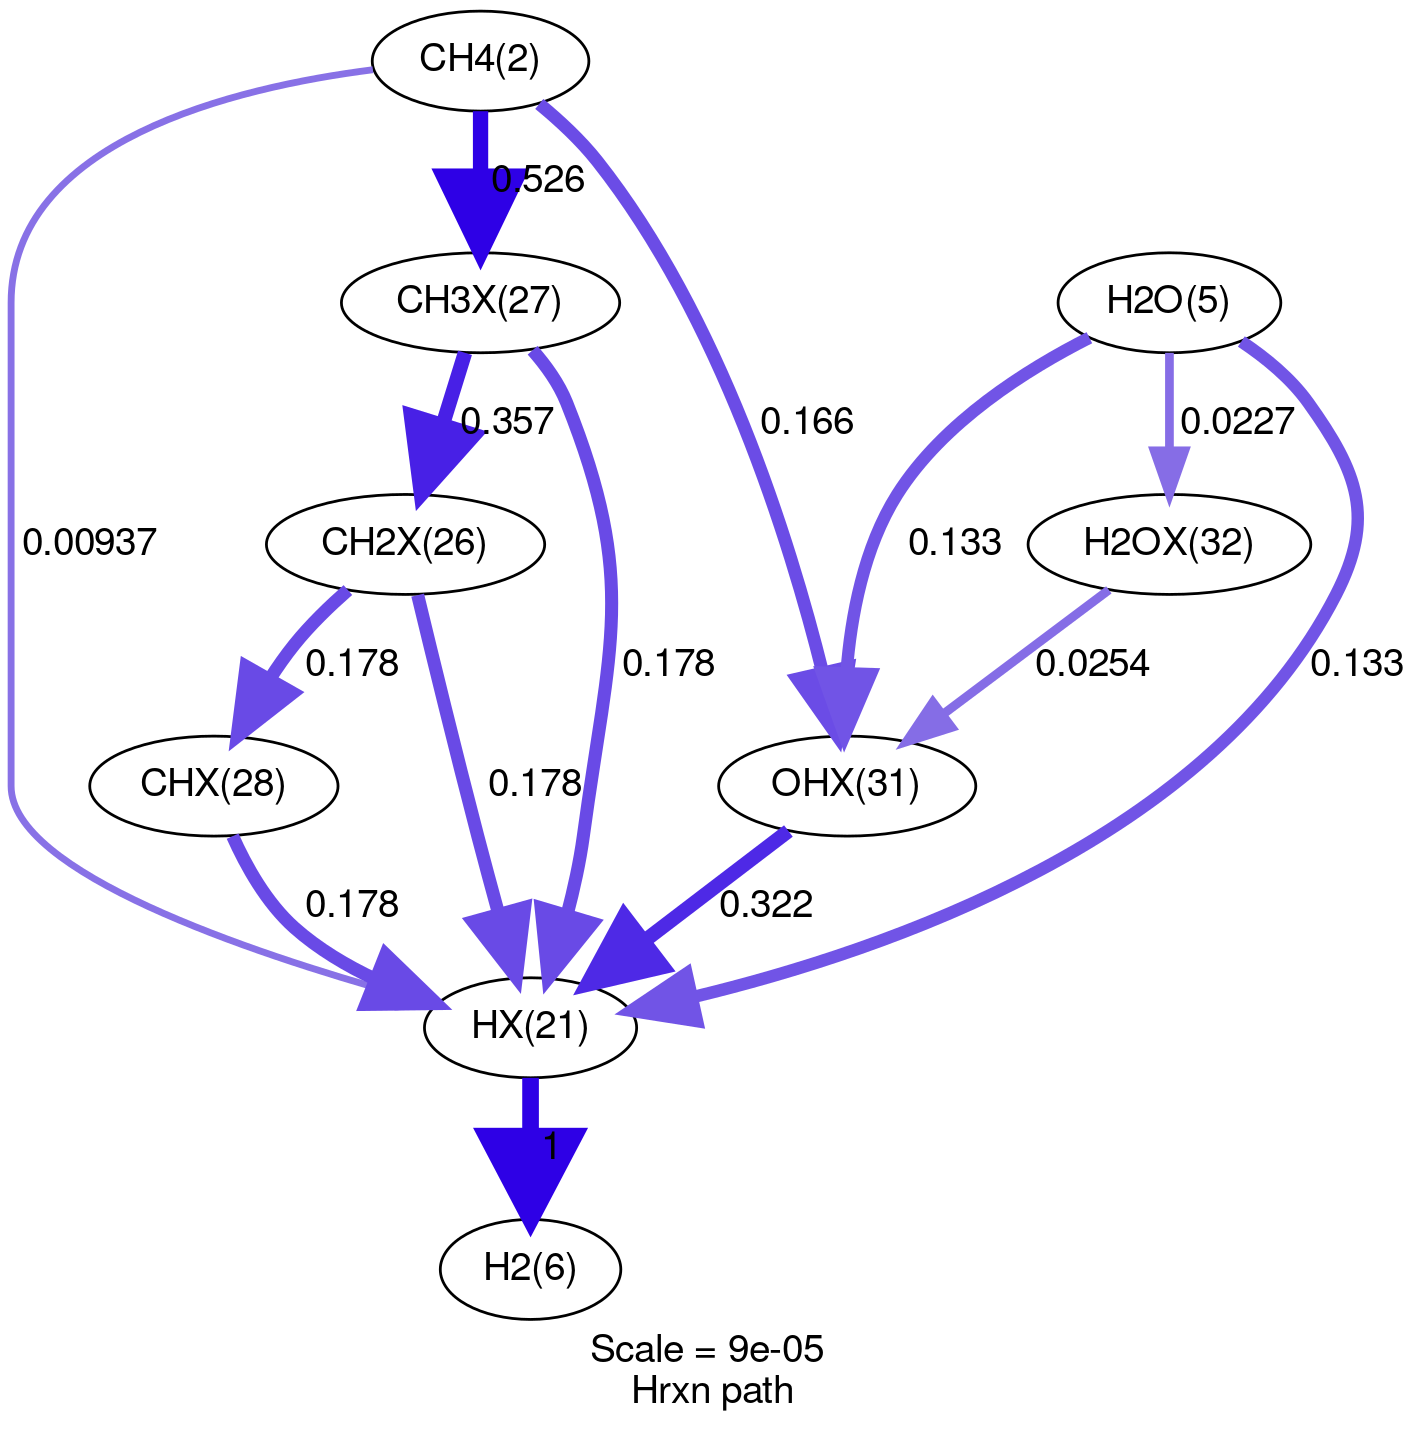 CH4(2)
0.526
CH3X(27)
H2O(5)
0.357
0.166
0.0227
0.00937
CH2X(26)
0.133
H2OX(32)
0.178
0.178
0.0254
0.133
CHX(28)
0.178
OHX(31)
0.178
0.322
HX(21)
1
H2(6)
Scale = 9e-05
Hrxn path